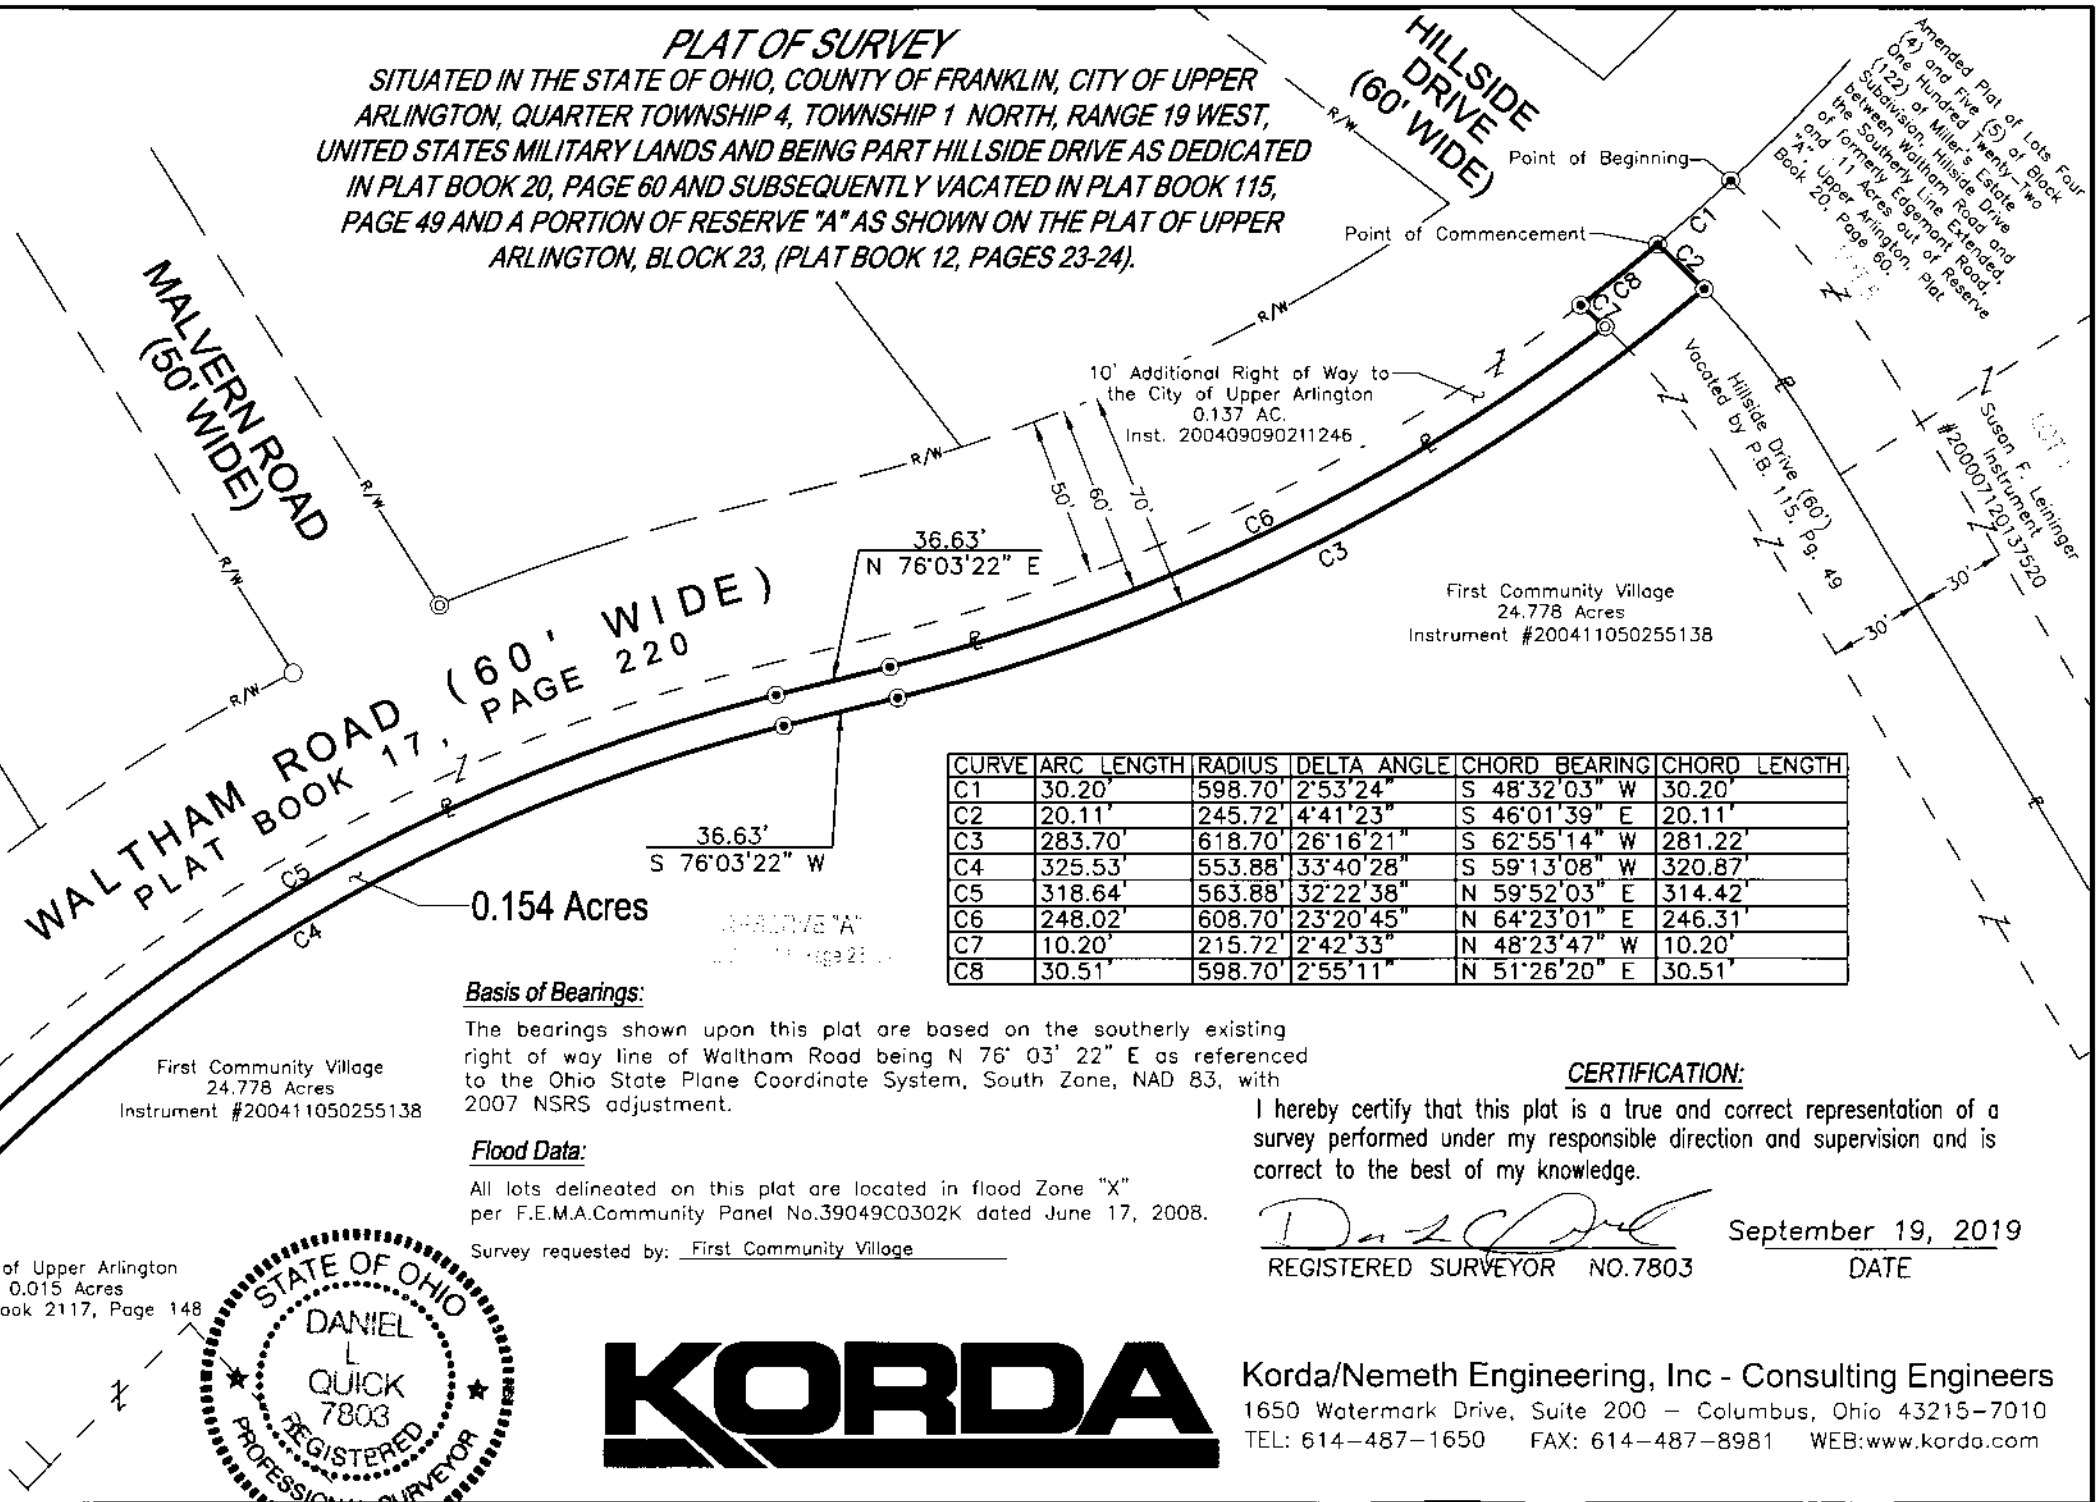 PLAT OF SURVEY
SITUATED IN THE STATE OF OHIO, COUNTY OF FRANKLIN, CITY OF UPPER
ARLINGTON, QUARTER TOWNSHIP 4, TOWNSHIP 1 NORTH, RANGE 19 WEST,
UNITED STATES MILITARY LANDS AND BEING PART HILLSIDE DRIVE AS DEDICATED
IN PLAT BOOK 20, PAGE 60 AND SUBSEQUENTLY VACATED IN PLAT BOOK 115,
PAGE 49 AND A PORTION OF RESERVE "A" AS SHOWN ON THE PLAT OF UPPER
ARLINGTON, BLOCK 23, (PLAT BOOK 12, PAGES 23-24).
HILLSIDE
DRIVE
(60' WIDE)
R/W
R/W
Point of Beginning
Point of Commencement
C1
C2
C8
C7
Amended Plat of Lots Four
(4) and Five (5) of Block
One Hundred Twenty-Two
(122) of Miller's Estate
Subdivision, Hillside Drive
between Waltham Road and
the Southerly Line Extended,
of formerly Edgemont Road,
and .11 Acres out of Reserve
"A", Upper Arlington, Plat
Book 20, Page 60.
MALVERN ROAD
(50' WIDE)
R/W
R/W
R/W
R/W
10' Additional Right of Way to
the City of Upper Arlington
0.137 AC.
Inst. 200409090211246
50'
60'
70'
Hillside Drive (60')
Vacated by P.B. 115, Pg. 49
Susan F. Leininger
Instrument
#200007120137520
30'
30'
First Community Village
24.778 Acres
Instrument #200411050255138
C6
C3
36.63'
N 76°03'22" E
WALTHAM ROAD (60' WIDE)
PLAT BOOK 17, PAGE 220
36.63'
S 76°03'22" W
C5
C4
0.154 Acres
CURVE ARC LENGTH RADIUS DELTA ANGLE CHORD BEARING CHORD LENGTH
C1 30.20' 598.70' 2°53'24" S 48°32'03" W 30.20'
C2 20.11' 245.72' 4°41'23" S 46°01'39" E 20.11'
C3 283.70' 618.70' 26°16'21" S 62°55'14" W 281.22'
C4 325.53' 553.88' 33°40'28" S 59°13'08" W 320.87'
C5 318.64' 563.88' 32°22'38" N 59°52'03" E 314.42'
C6 248.02' 608.70' 23°20'45" N 64°23'01" E 246.31'
C7 10.20' 215.72' 2°42'33" N 48°23'47" W 10.20'
C8 30.51' 598.70' 2°55'11" N 51°26'20" E 30.51'
Basis of Bearings:
The bearings shown upon this plat are based on the southerly existing
right of way line of Waltham Road being N 76° 03' 22" E as referenced
to the Ohio State Plane Coordinate System, South Zone, NAD 83, with
2007 NSRS adjustment.
First Community Village
24.778 Acres
Instrument #200411050255138
Flood Data:
All lots delineated on this plat are located in flood Zone "X"
per F.E.M.A.Community Panel No.39049C0302K dated June 17, 2008.
Survey requested by: First Community Village
CERTIFICATION:
I hereby certify that this plat is a true and correct representation of a
survey performed under my responsible direction and supervision and is
correct to the best of my knowledge.
REGISTERED SURVEYOR NO.7803
September 19, 2019
DATE
of Upper Arlington
0.015 Acres
ook 2117, Page 148
STATE OF OHIO
DANIEL
L
QUICK
7803
REGISTERED
PROFESSIONAL SURVEYOR
KORDA
Korda/Nemeth Engineering, Inc - Consulting Engineers
1650 Watermark Drive, Suite 200 – Columbus, Ohio 43215-7010
TEL: 614-487-1650 FAX: 614-487-8981 WEB:www.korda.com